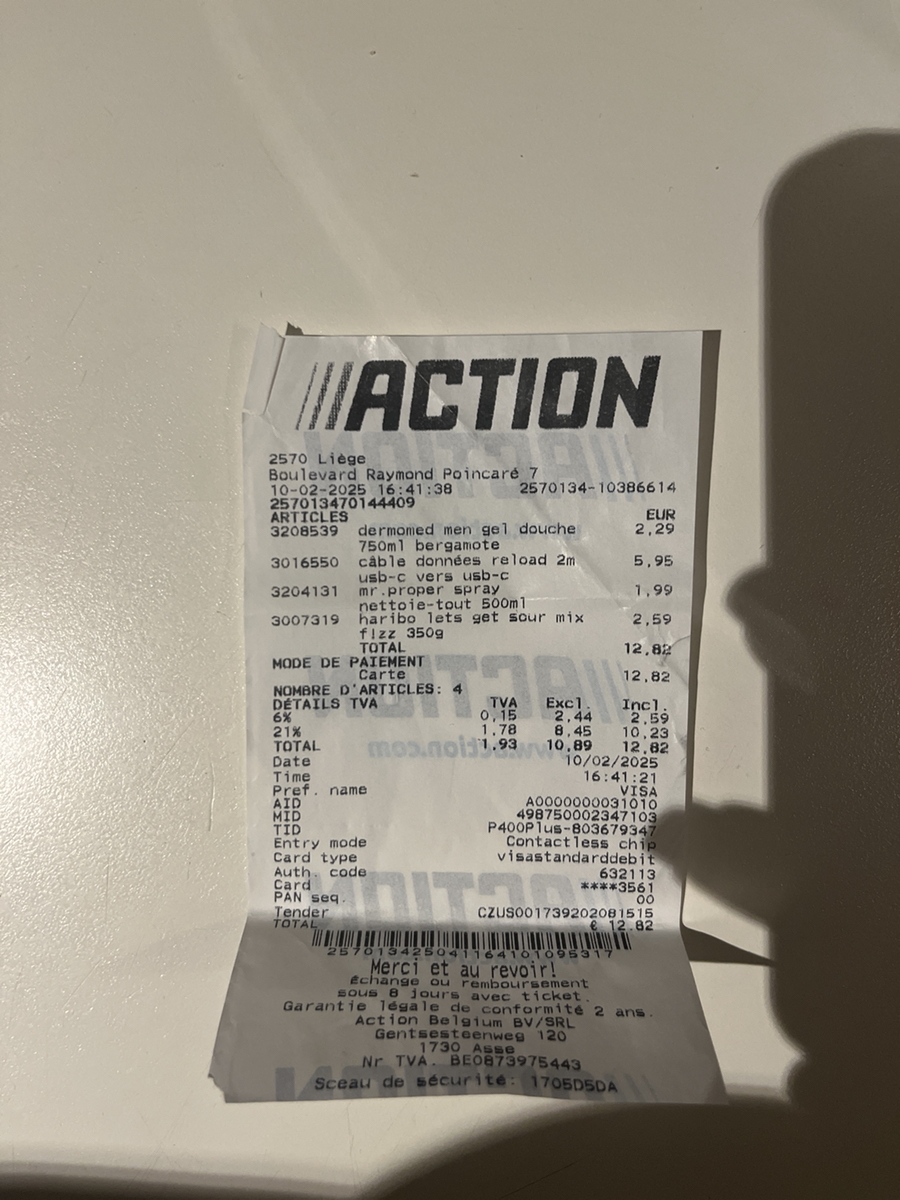 ACTION
2570 Liège
Boulevard Raymond Poincaré 7
10-02-2025 16:41:38 2570134-10386614
257013470144409
ARTICLES EUR
3208539 dermomed men gel douche 2,29
750ml bergamote
3016550 câble données reload 2m 5,95
usb-c vers usb-c
3204131 mr.proper spray 1,99
nettoie-tout 500ml
3007319 haribo lets get sour mix 2,59
fizz 350g
TOTAL 12,82
MODE DE PAIEMENT
Carte 12,82
NOMBRE D'ARTICLES: 4
DÉTAILS TVA TVA Excl. Incl.
6% 0,15 2,44 2,59
21% 1,78 8,45 10,23
TOTAL 1,93 10,89 12,82
Date 10/02/2025
Time 16:41:21
Pref. name VISA
AID A0000000031010
MID 498750002347103
TID P400Plus-803679347
Entry mode Contactless chip
Card type visastandarddebit
Auth. code 632113
Card ****3561
PAN seq. 00
Tender CZUS001739202081515
TOTAL € 12.82
2570134250411641010953​17
Merci et au revoir!
Échange ou remboursement
sous 8 jours avec ticket.
Garantie légale de conformité 2 ans.
Action Belgium BV/SRL
Gentsesteenweg 120
1730 Asse
Nr TVA. BE0873975443
Sceau de sécurité: 1705D5DA